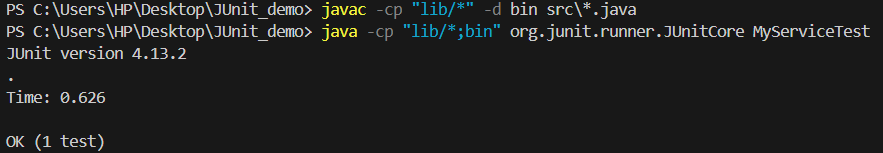 PS C:\Users\HP\Desktop\JUnit_demo> javac -cp "lib/*" -d bin src\*.java
PS C:\Users\HP\Desktop\JUnit_demo> java -cp "lib/*;bin" org.junit.runner.JUnitCore MyServiceTest
JUnit version 4.13.2
.
Time: 0.626

OK (1 test)